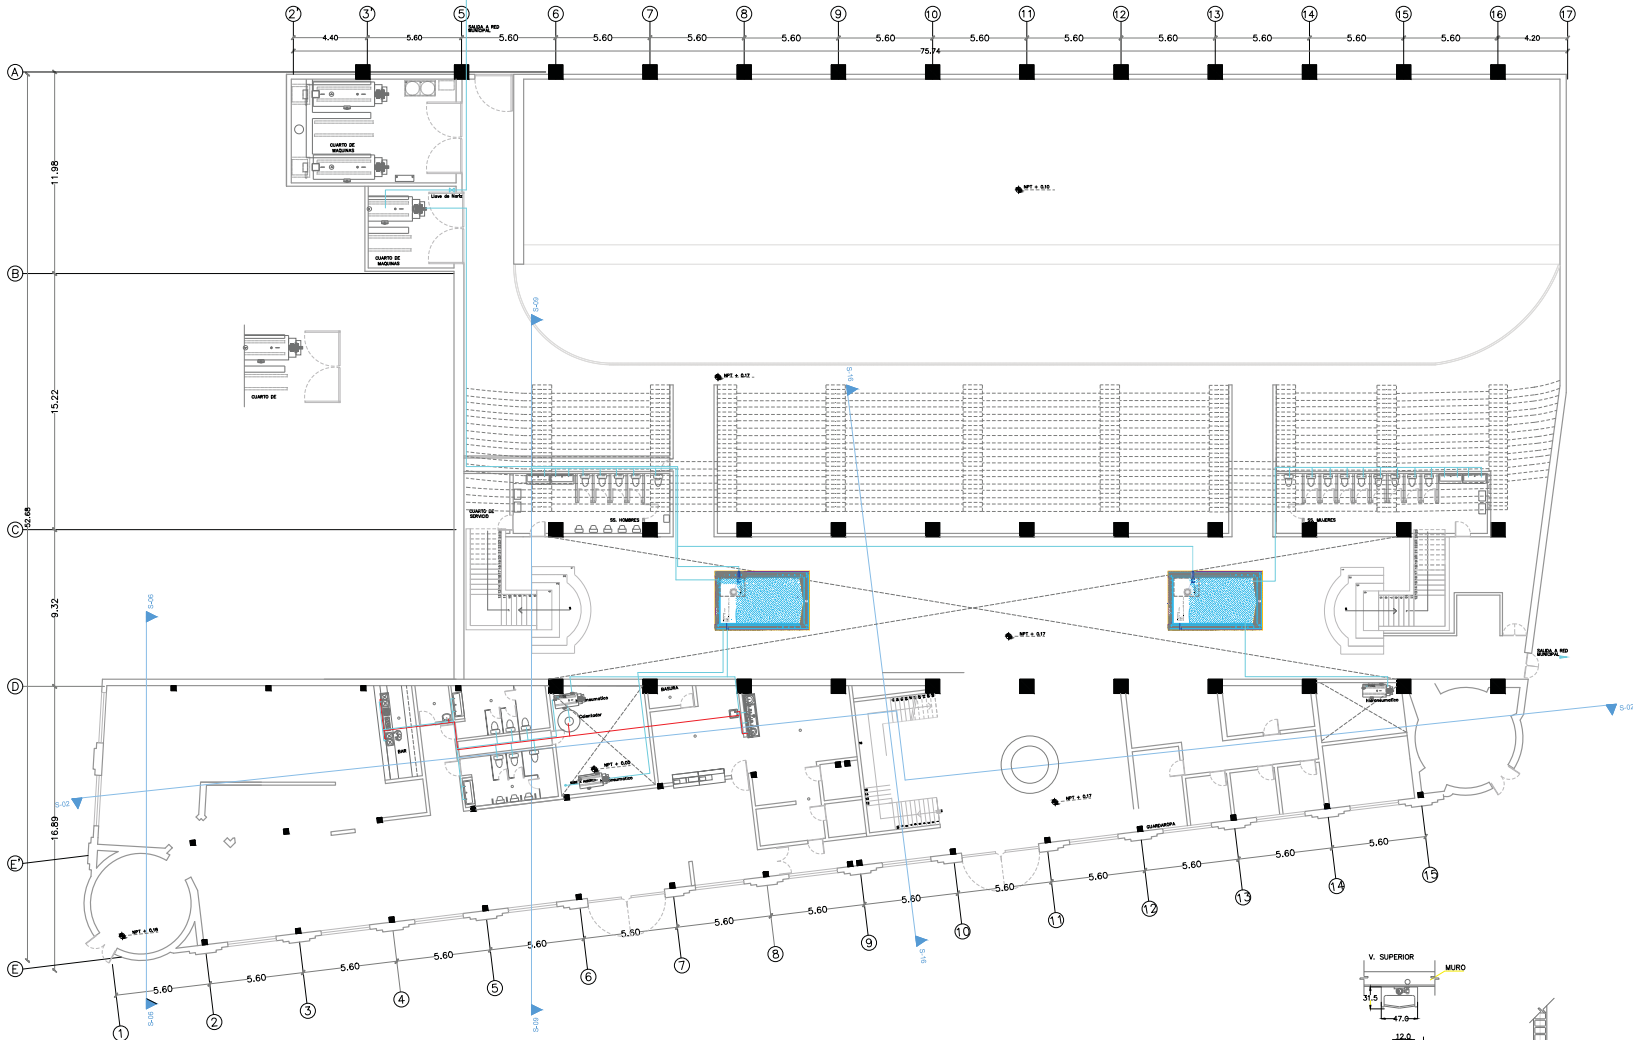 2' 3' 5 6 7 8 9 10 11 12 13 14 15 16 17
SALIDA A RED
MUNICIPAL
4.40 5.60 5.60 5.60 5.60 5.60 5.60 5.60 5.60 5.60 5.60 5.60 5.60 4.20
75.74
A
CUARTO DE
MAQUINAS
11.98
NPT + 0.10
CUARTO DE
MAQUINAS
B
S-09
CUARTO DE
15.22
NPT + 0.17
S-16
52.68
CUARTO DE
SERVICIO
SS. HOMBRES
SS. MUJERES
C
9.32
S-06
NPT + 0.17
SALIDA A RED
MUNICIPAL
D
BASURA
Calentador
Hidroneumatico
BAR
S-02
NPT + 0.05
S-02
NPT + 0.17
GUARDAROPA
16.89
E'
NPT + 0.18
E
5.60 5.60 5.60 5.60 5.60 5.60 5.60 5.60 5.60 5.60 5.60 5.60 5.60 5.60
1 2 3 4 5 6 7 8 9 10 11 12 13 14 15
S-06
S-09
S-16
V. SUPERIOR
MURO
31.5
47.0
12.0